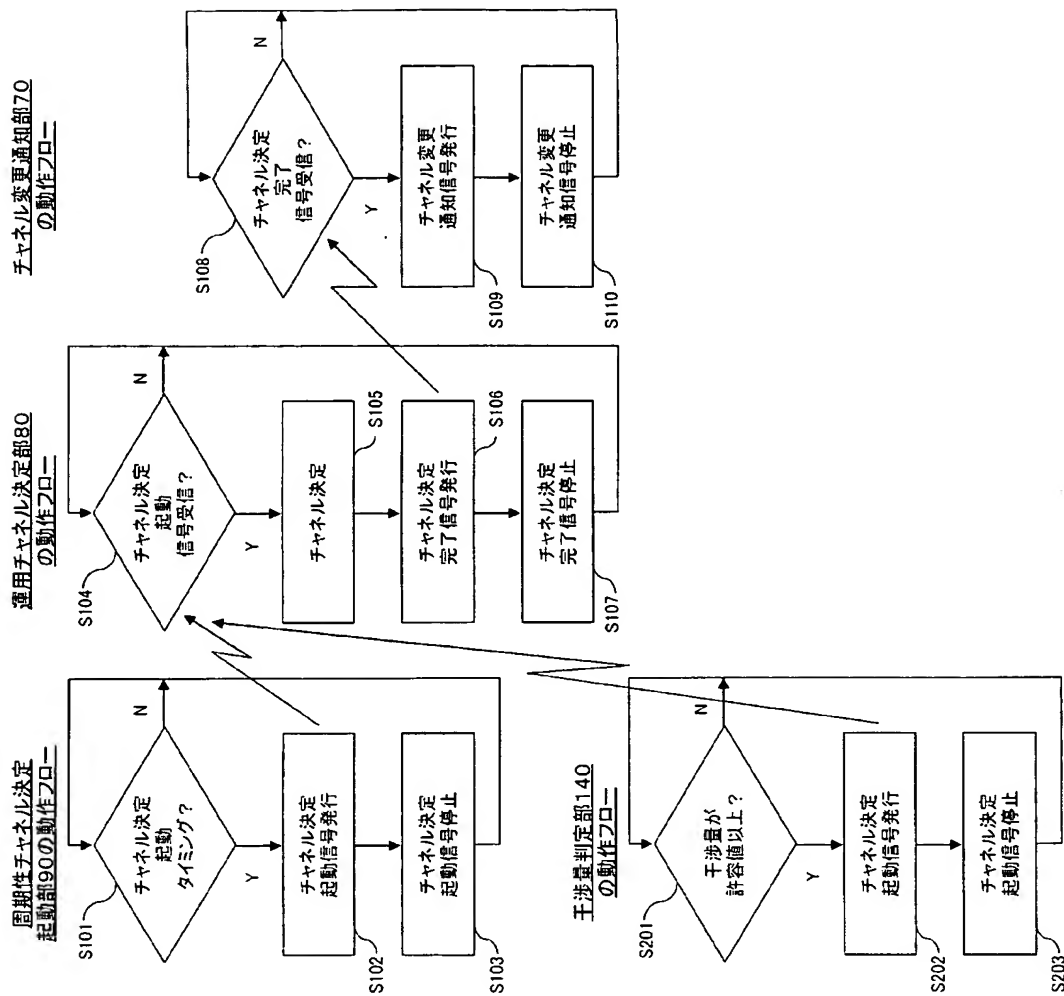 周期性チャネル決定
起動部90の動作フロー
S101
チャネル決定
起動
タイミング?
N
Y
チャネル決定
起動信号発行
S102
チャネル決定
起動信号停止
S103
運用チャネル決定部80
の動作フロー
S104
チャネル決定
起動
信号受信?
N
Y
チャネル決定
S105
チャネル決定
完了信号発行
S106
チャネル決定
完了信号停止
S107
チャネル変更通知部70
の動作フロー
S108
チャネル決定
完了
信号受信?
N
Y
チャネル変更
通知信号発行
S109
チャネル変更
通知信号停止
S110
干渉量判定部140
の動作フロー
S201
干渉量が
許容値以上?
N
Y
チャネル決定
起動信号発行
S202
チャネル決定
起動信号停止
S203